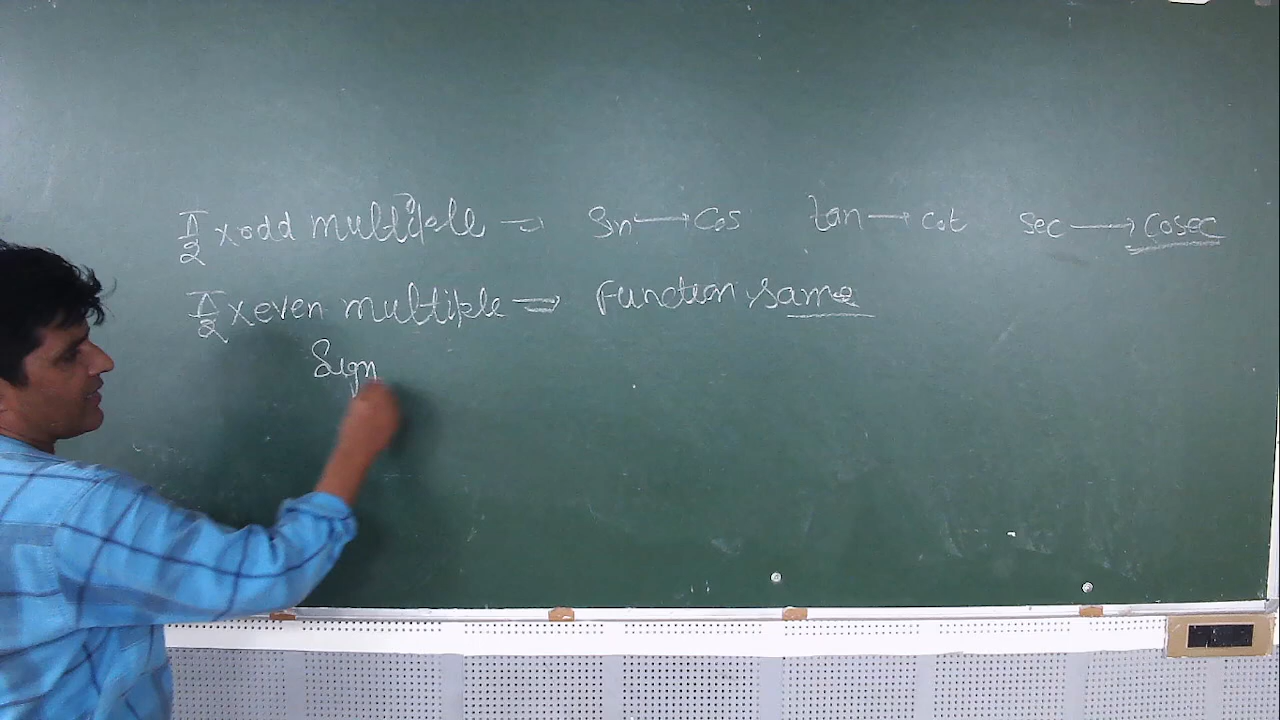 π/2 x odd multiple ⇒ Sin ⟷ Cos tan → cot sec → cosec
π/2 x even multiple ⇒ Function same
Sign